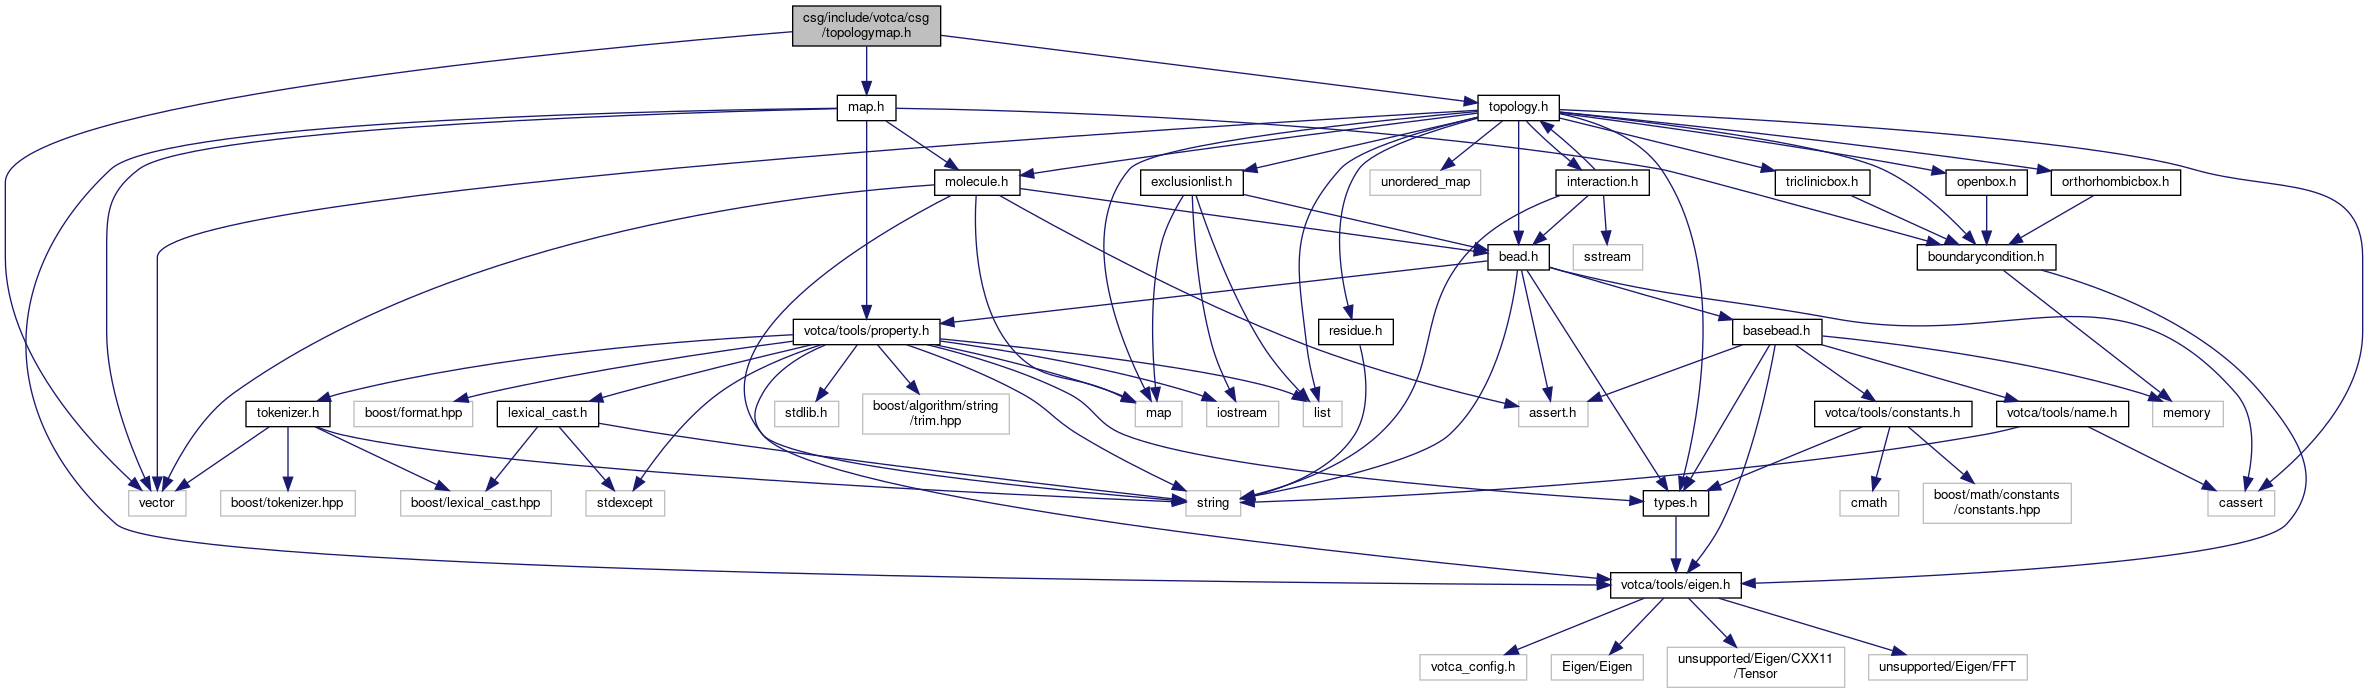 csg/include/votca/csg
/topologymap.h
map.h
topology.h
molecule.h
exclusionlist.h
unordered_map
interaction.h
triclinicbox.h
openbox.h
orthorhombicbox.h
bead.h
sstream
boundarycondition.h
votca/tools/property.h
residue.h
basebead.h
tokenizer.h
boost/format.hpp
lexical_cast.h
stdlib.h
boost/algorithm/string
/trim.hpp
map
iostream
list
assert.h
votca/tools/constants.h
votca/tools/name.h
memory
vector
boost/tokenizer.hpp
boost/lexical_cast.hpp
stdexcept
string
types.h
cmath
boost/math/constants
/constants.hpp
cassert
votca/tools/eigen.h
votca_config.h
Eigen/Eigen
unsupported/Eigen/CXX11
/Tensor
unsupported/Eigen/FFT